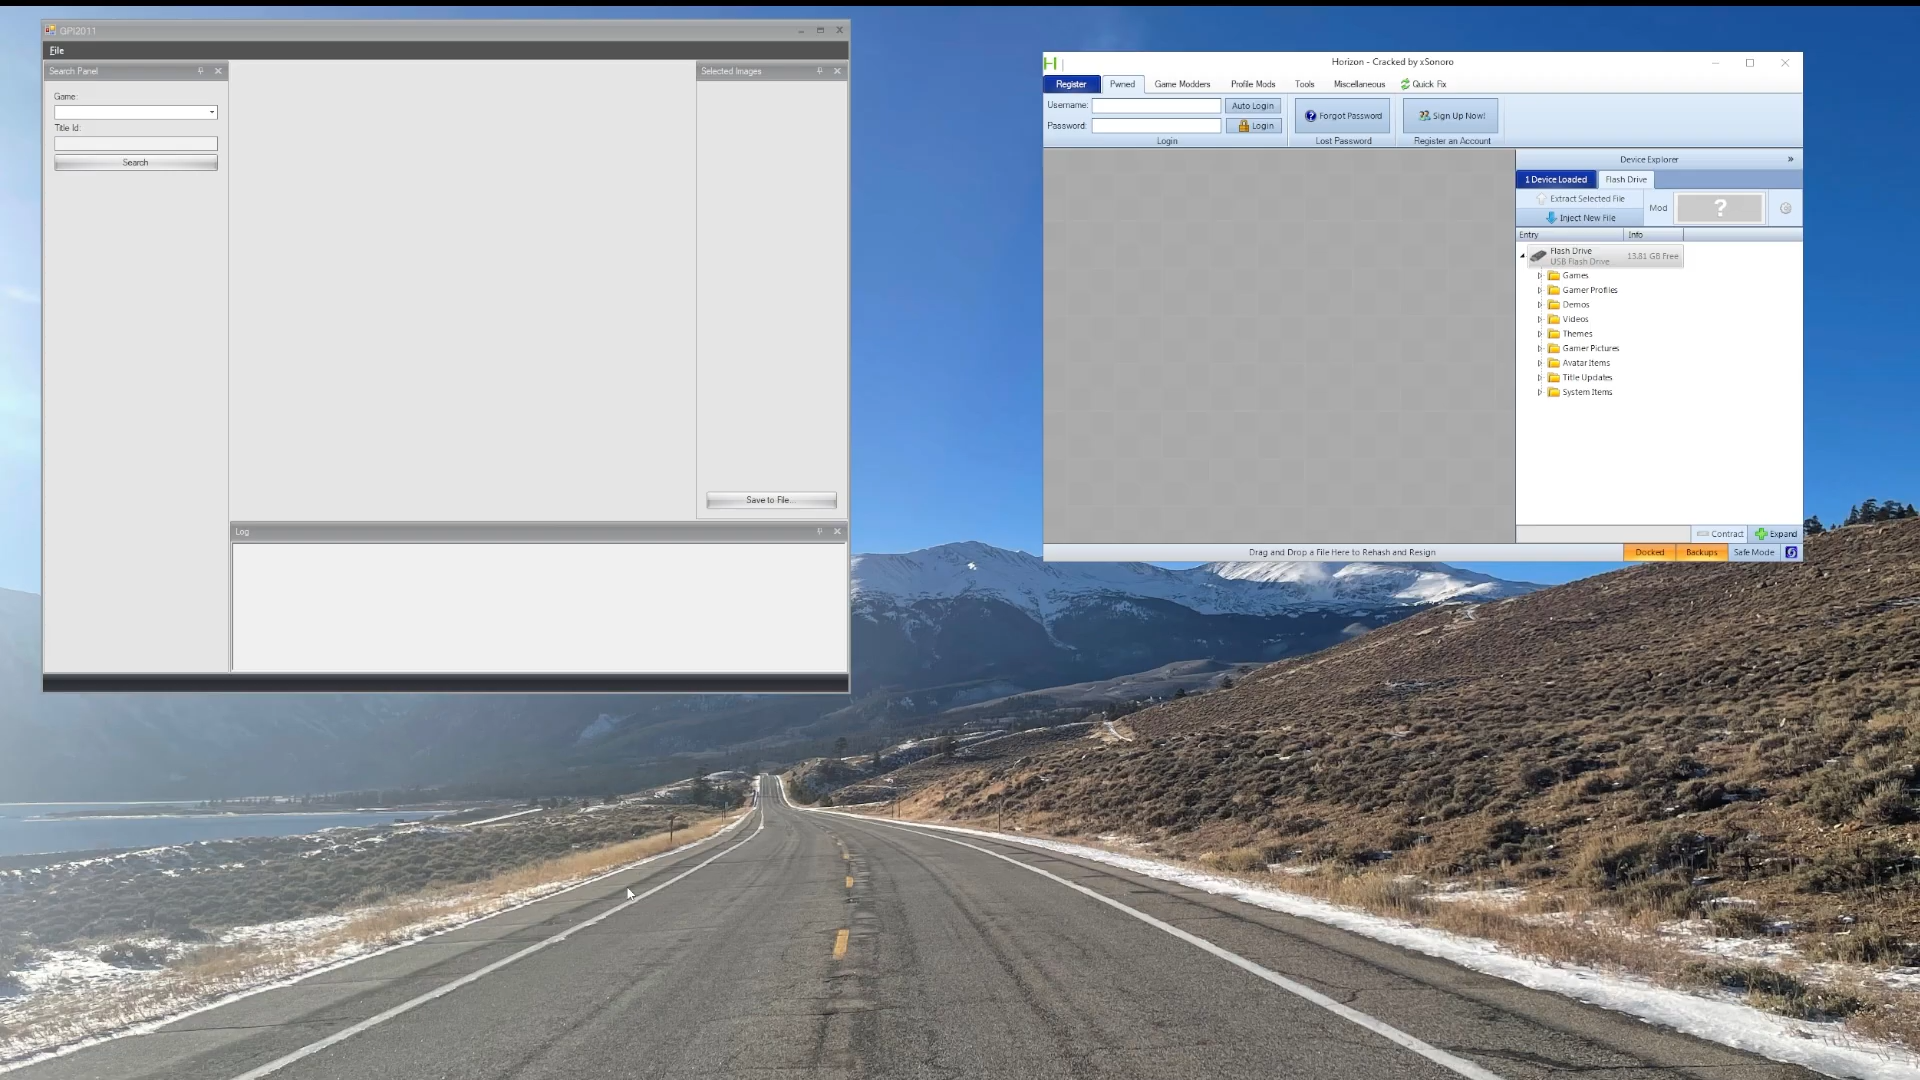 GPI2011
File
Search Panel
Game:
Title Id:
Search
Selected Images
Save to File...
Log
H
Horizon - Cracked by xSonoro
Register
Pwned
Game Modders
Profile Mods
Tools
Miscellaneous
Quick Fix
Username:
Auto Login
Password:
Login
Login
Forgot Password
Lost Password
Sign Up Now!
Register an Account
Device Explorer
»
1 Device Loaded
Flash Drive
Extract Selected File
Inject New File
Mod
?
Entry
Info
Flash Drive
USB Flash Drive
13.81 GB Free
Games
Gamer Profiles
Demos
Videos
Themes
Gamer Pictures
Avatar Items
Title Updates
System Items
Contract
Expand
Drag and Drop a File Here to Rehash and Resign
Docked
Backups
Safe Mode